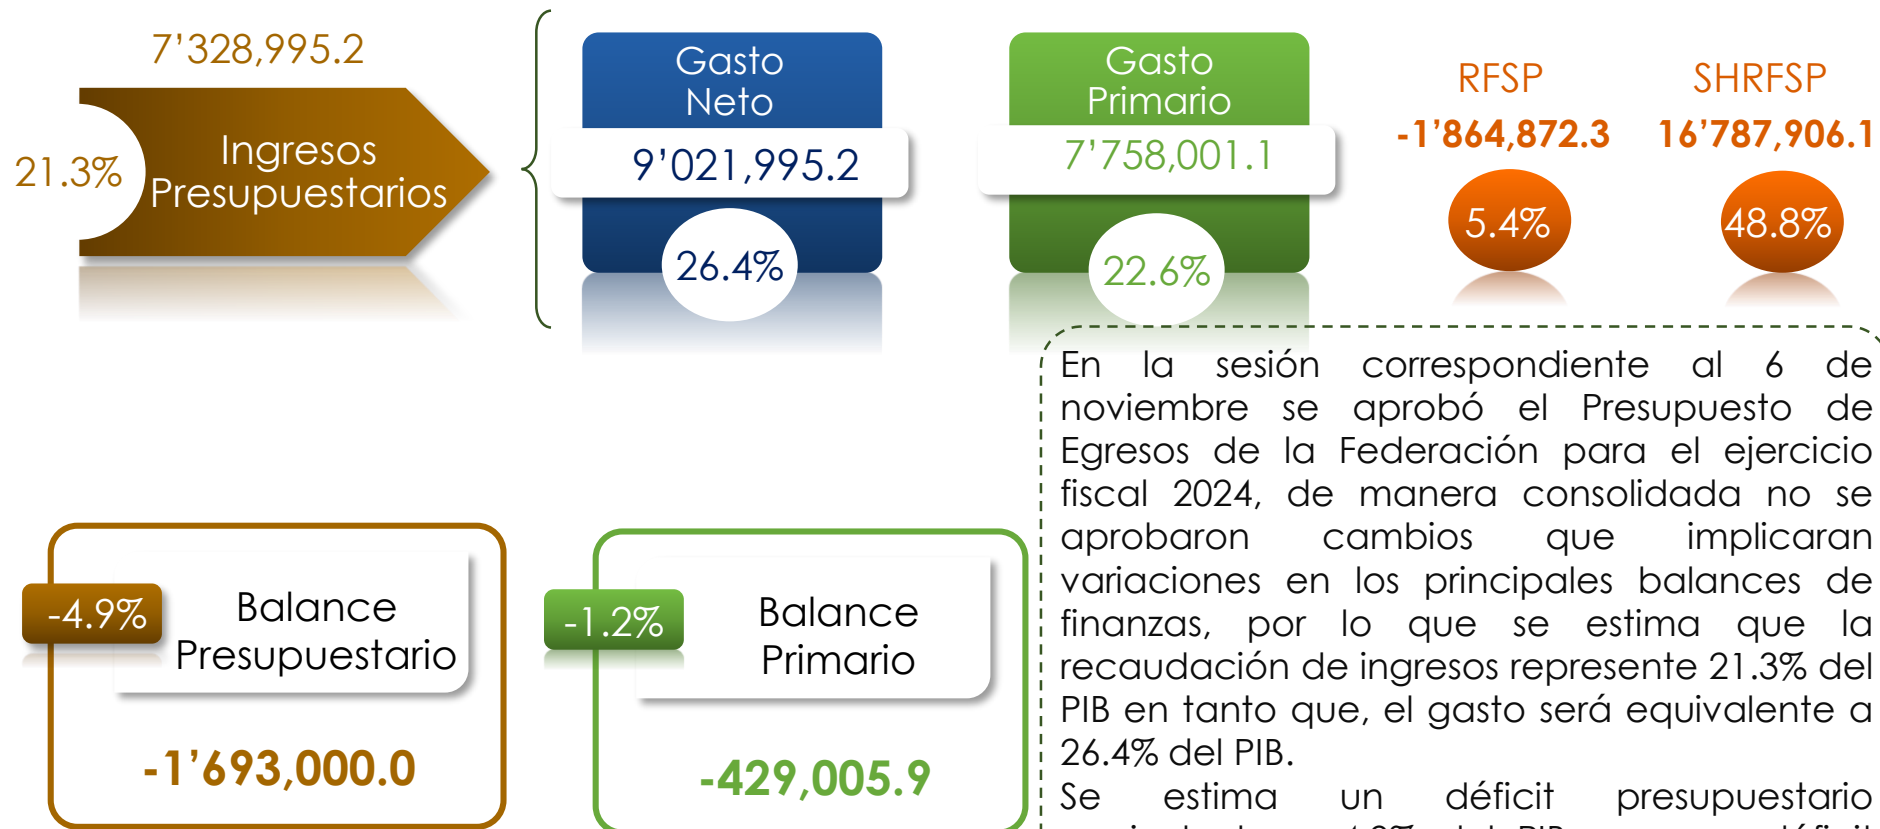 7’328,995.2
21.3%
Ingresos
Presupuestarios
Gasto
Neto
9’021,995.2
26.4%
Gasto
Primario
7’758,001.1
22.6%
RFSP
-1’864,872.3
5.4%
SHRFSP
16’787,906.1
48.8%
-4.9%
Balance
Presupuestario
-1’693,000.0
-1.2%
Balance
Primario
-429,005.9
En la sesión correspondiente al 6 de
noviembre se aprobó el Presupuesto de
Egresos de la Federación para el ejercicio
fiscal 2024, de manera consolidada no se
aprobaron cambios que implicaran
variaciones en los principales balances de
finanzas, por lo que se estima que la
recaudación de ingresos represente 21.3% del
PIB en tanto que, el gasto será equivalente a
26.4% del PIB.
Se estima un déficit presupuestario
4.9% del PIB déficit